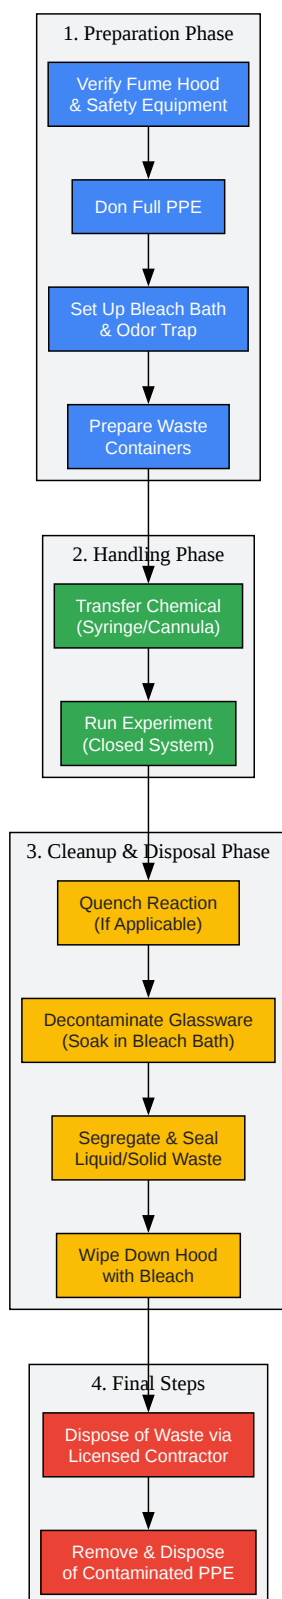 1. Preparation Phase
Verify Fume Hood
& Safety Equipment
Don Full PPE
Set Up Bleach Bath
& Odor Trap
Prepare Waste
Containers
2. Handling Phase
Transfer Chemical
(Syringe/Cannula)
Run Experiment
(Closed System)
3. Cleanup & Disposal Phase
Quench Reaction
(If Applicable)
Decontaminate Glassware
(Soak in Bleach Bath)
Segregate & Seal
Liquid/Solid Waste
Wipe Down Hood
with Bleach
4. Final Steps
Dispose of Waste via
Licensed Contractor
Remove & Dispose
of Contaminated PPE